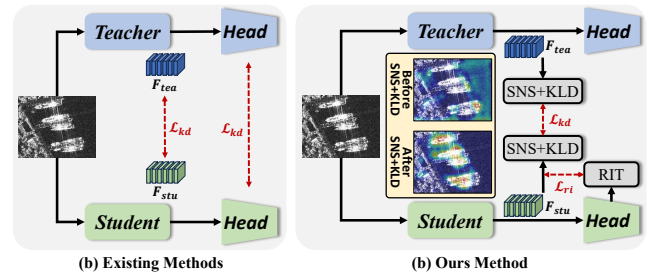 Teacher
Head
F_tea
L_kd
L_kd
F_stu
Student
Head
(b) Existing Methods
Teacher
Head
F_tea
Before
SNS+KLD
SNS+KLD
L_kd
After
SNS+KLD
SNS+KLD
RIT
L_ri
F_stu
Student
Head
(b) Ours Method